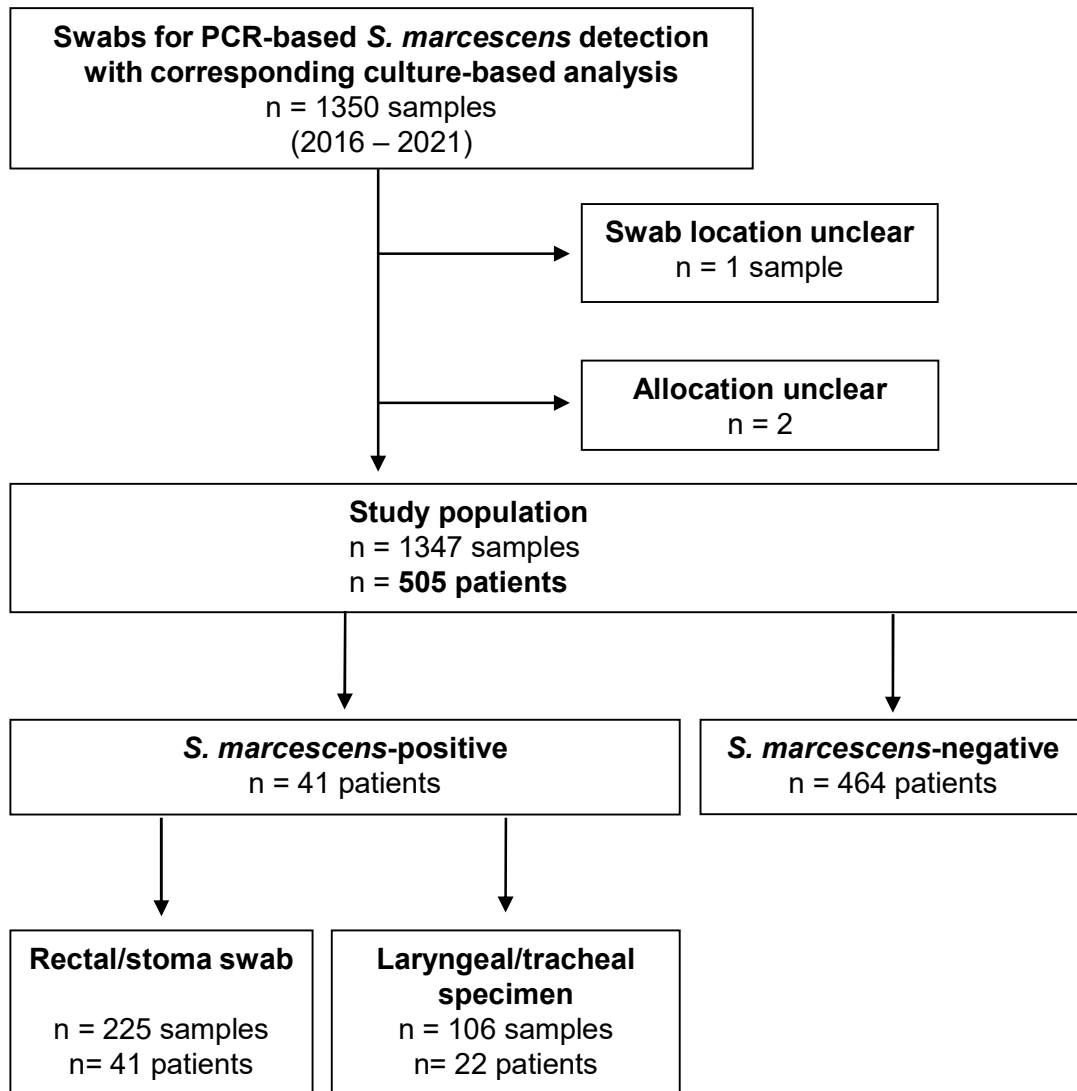 Swabs for PCR-based S. marcescens detection
with corresponding culture-based analysis
n = 1350 samples
(2016 – 2021)
Swab location unclear
n = 1 sample
Allocation unclear
n = 2
Study population
n = 1347 samples
n = 505 patients
S. marcescens-positive
n = 41 patients
S. marcescens-negative
n = 464 patients
Rectal/stoma swab
n = 225 samples
n= 41 patients
Laryngeal/tracheal
specimen
n = 106 samples
n= 22 patients